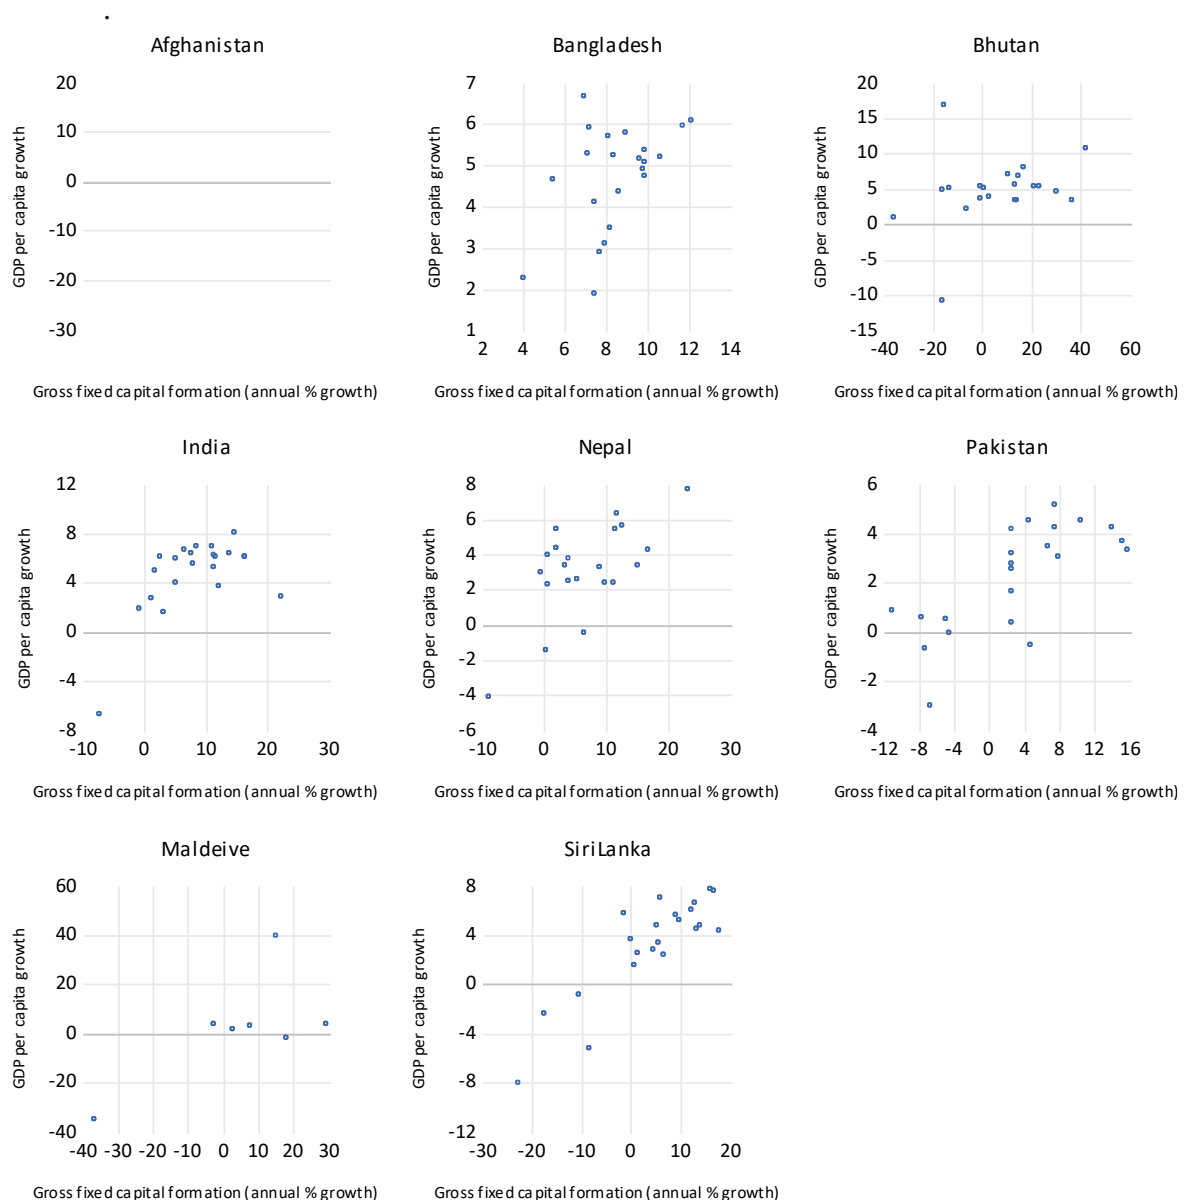 .
Afghanistan
Bangladesh
Bhutan
20
10
0
-10
-20
-30
GDP per capita growth
Gross fixed capital formation (annual % growth)
7
6
5
4
3
2
1
2 4 6 8 10 12 14
GDP per capita growth
Gross fixed capital formation (annual % growth)
20
15
10
5
0
-5
-10
-15
-40 -20 0 20 40 60
GDP per capita growth
Gross fixed capital formation (annual % growth)
India
Nepal
Pakistan
12
8
4
0
-4
-8
-10 0 10 20 30
GDP per capita growth
Gross fixed capital formation (annual % growth)
8
6
4
2
0
-2
-4
-6
-10 0 10 20 30
GDP per capita growth
Gross fixed capital formation (annual % growth)
6
4
2
0
-2
-4
-12 -8 -4 0 4 8 12 16
GDP per capita growth
Gross fixed capital formation (annual % growth)
Maldeive
SiriLanka
60
40
20
0
-20
-40
-40 -30 -20 -10 0 10 20 30
GDP per capita growth
Gross fixed capital formation (annual % growth)
8
4
0
-4
-8
-12
-30 -20 -10 0 10 20
GDP per capita growth
Gross fixed capital formation (annual % growth)